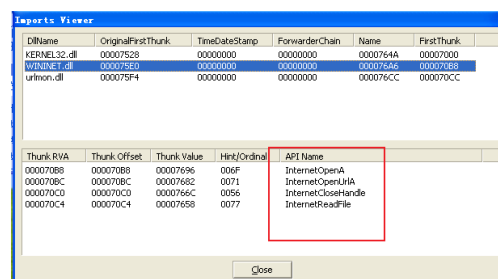 Imports Viewer
DllName OriginalFirstThunk TimeDateStamp ForwarderChain Name FirstThunk
KERNEL32.dll 00007528 00000000 00000000 0000764A 00007000
WININET.dll 000075E0 00000000 00000000 000076A6 000070B8
urlmon.dll 000075F4 00000000 00000000 000076CC 000070CC
Thunk RVA Thunk Offset Thunk Value Hint/Ordinal API Name
000070B8 000070B8 00007696 006F InternetOpenA
000070BC 000070BC 00007682 0071 InternetOpenUrlA
000070C0 000070C0 0000766C 0056 InternetCloseHandle
000070C4 000070C4 00007658 0077 InternetReadFile
Close